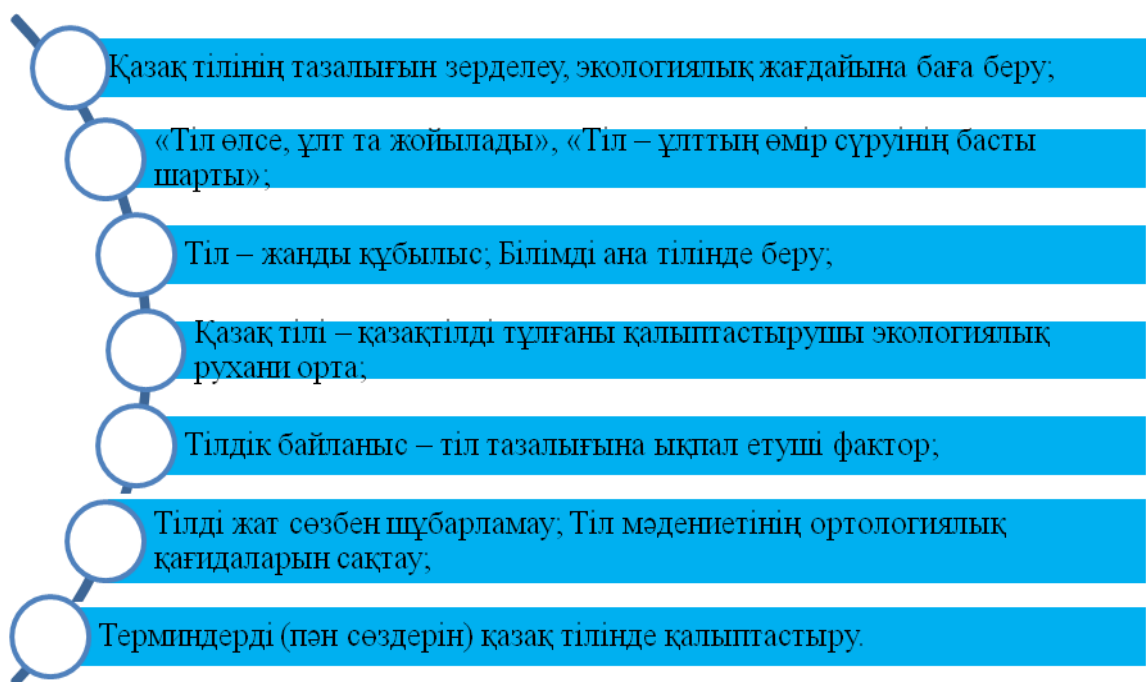 Қазақ тілінің тазалығын зерделеу, экологиялық жағдайына баға беру;
«Тіл өлсе, ұлт та жойылады», «Тіл – ұлттың өмір сүруінің басты
шарты»;
Тіл – жанды құбылыс; Білімді ана тілінде беру;
Қазақ тілі – қазақтілді тұлғаны қалыптастырушы экологиялық
рухани орта;
Тілдік байланыс – тіл тазалығына ықпал етуші фактор;
Тілді жат сөзбен шұбарламау; Тіл мәдениетінің ортологиялық
қағидаларын сақтау;
Терминдерді (пән сөздерін) қазақ тілінде қалыптастыру.